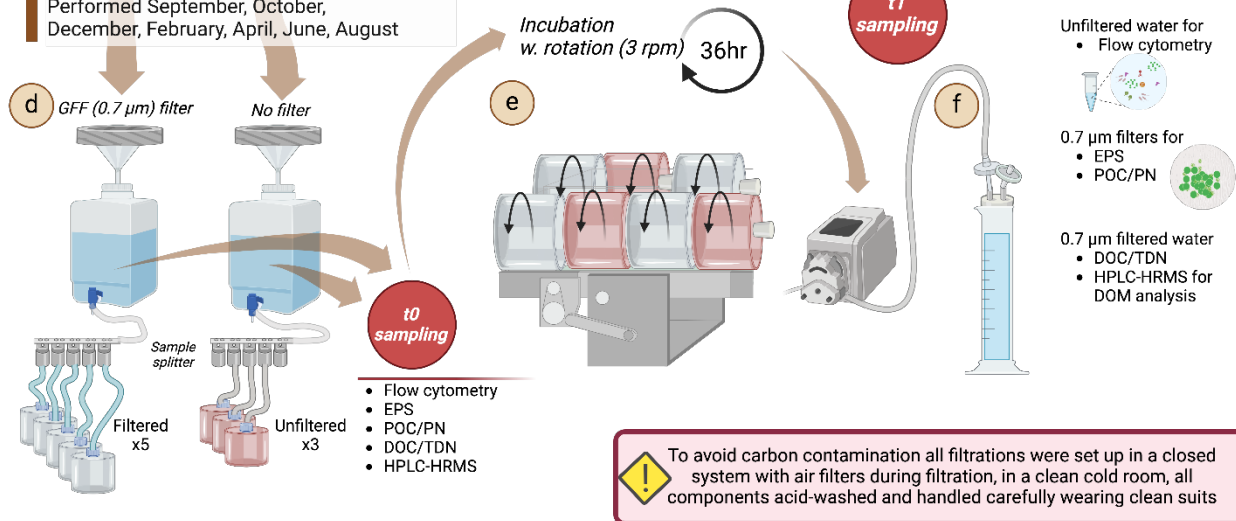 Performed September, October,
December, February, April, June, August
d
GFF (0.7 µm) filter
No filter
Sample
splitter
Filtered
x5
Unfiltered
x3
t0
sampling
• Flow cytometry
• EPS
• POC/PN
• DOC/TDN
• HPLC-HRMS
Incubation
w. rotation (3 rpm)
36hr
e
t1
sampling
f
Unfiltered water for
• Flow cytometry
0.7 µm filters for
• EPS
• POC/PN
0.7 µm filtered water
• DOC/TDN
• HPLC-HRMS for
DOM analysis
!
To avoid carbon contamination all filtrations were set up in a closed
system with air filters during filtration, in a clean cold room, all
components acid-washed and handled carefully wearing clean suits